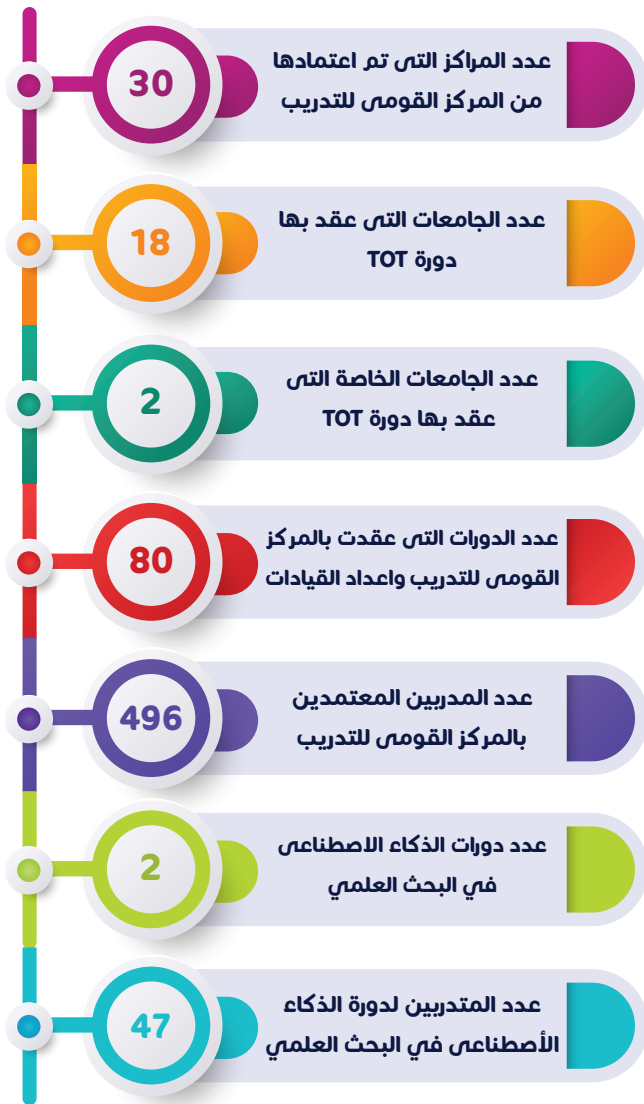 عدد المراكز التى تم اعتمادها
من المركز القومى للتدريب
30
عدد الجامعات التى عقد بها
دورة TOT
18
عدد الجامعات الخاصة التى
عقد بها دورة TOT
2
عدد الدورات التى عقدت بالمركز
القومى للتدريب واعداد القيادات
80
عدد المدربين المعتمدين
بالمركز القومى للتدريب
496
عدد دورات الذكاء الاصطناعى
في البحث العلمي
2
عدد المتدربين لدورة الذكاء
الأصطناعى في البحث العلمي
47